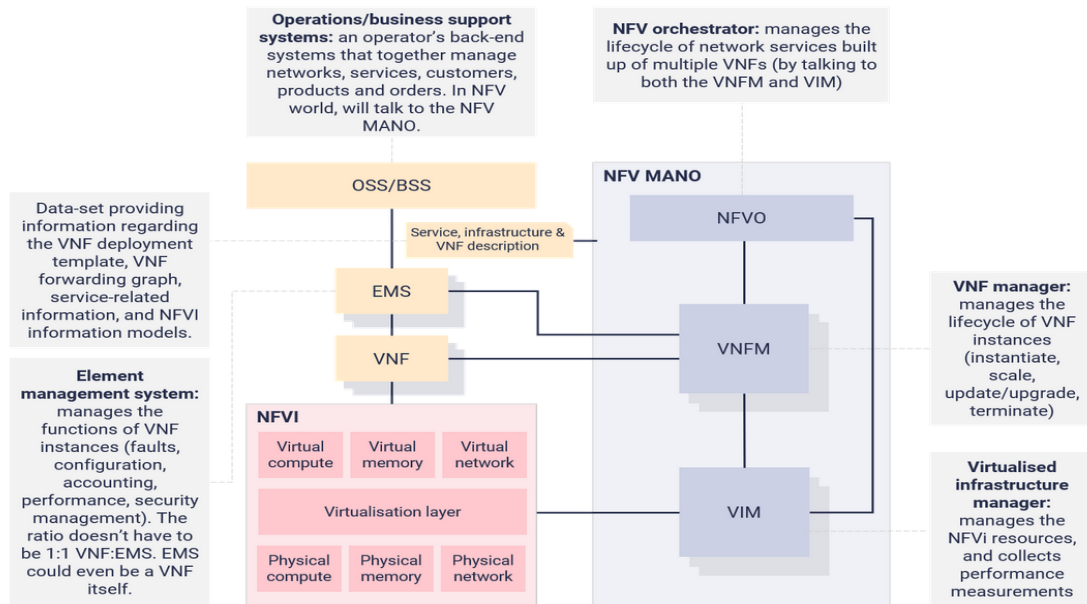 Operations/business support
systems: an operator's back-end
systems that together manage
networks, services, customers,
products and orders. In NFV
world, will talk to the NFV
MANO.
NFV orchestrator: manages the
lifecycle of network services built
up of multiple VNFs (by talking to
both the VNFM and VIM)
OSS/BSS
NFV MANO
NFVO
Data-set providing
information regarding
the VNF deployment
template, VNF
forwarding graph,
service-related
information, and NFVI
information models.
Service, infrastructure &
VNF description
EMS
VNF
VNFM
VNF manager:
manages the
lifecycle of VNF
instances
(instantiate,
scale,
update/upgrade,
terminate)
Element
management system:
manages the
functions of VNF
instances (faults,
configuration,
accounting,
performance, security
management). The
ratio doesn't have to
be 1:1 VNF:EMS. EMS
could even be a VNF
itself.
NFVI
Virtual
compute
Virtual
memory
Virtual
network
Virtualisation layer
Physical
compute
Physical
memory
Physical
network
VIM
Virtualised
infrastructure
manager:
manages the
NFVi resources,
and collects
performance
measurements